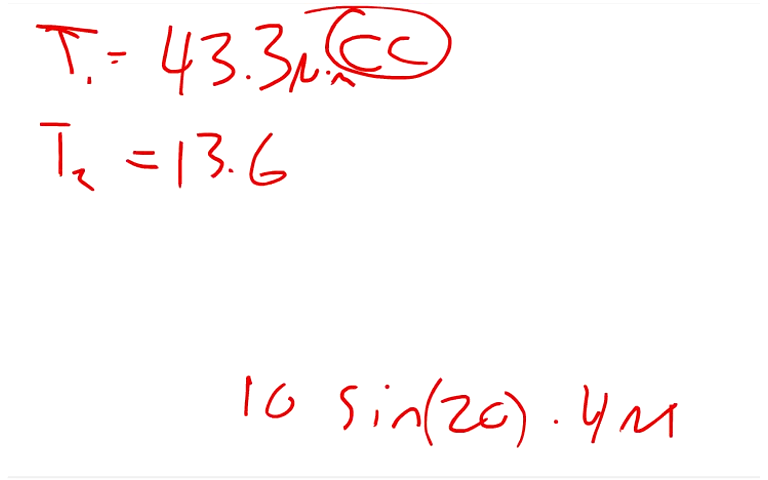 T₁ = 43.3 N·m CC
T₂ = 13.6
10 sin(20) · 4m